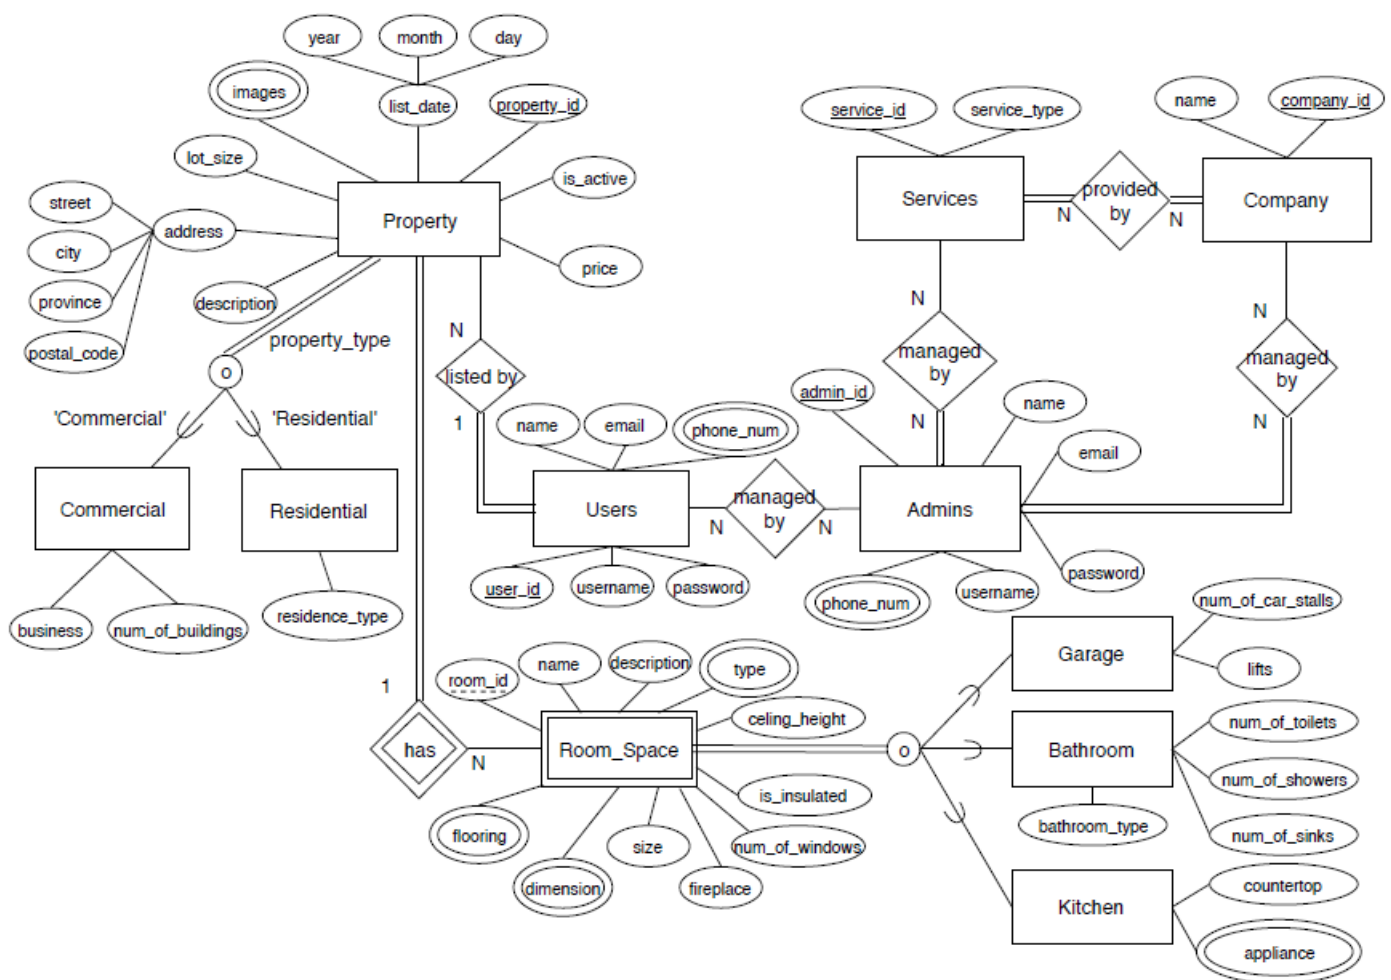 year
month
day
images
list_date
property_id
lot_size
is_active
street
address
Property
city
price
province
description
postal_code
property_type
o
'Commercial'
'Residential'
Commercial
Residential
business
num_of_buildings
residence_type
N
listed by
1
service_id
service_type
name
company_id
Services
provided
by
N
N
Company
N
managed
by
N
N
managed
by
N
admin_id
name
email
name
email
phone_num
Users
N
managed
by
N
Admins
user_id
username
password
phone_num
username
password
1
has
N
room_id
name
description
type
celing_height
Room_Space
o
is_insulated
flooring
size
num_of_windows
dimension
fireplace
Garage
num_of_car_stalls
lifts
Bathroom
num_of_toilets
num_of_showers
bathroom_type
num_of_sinks
Kitchen
countertop
appliance